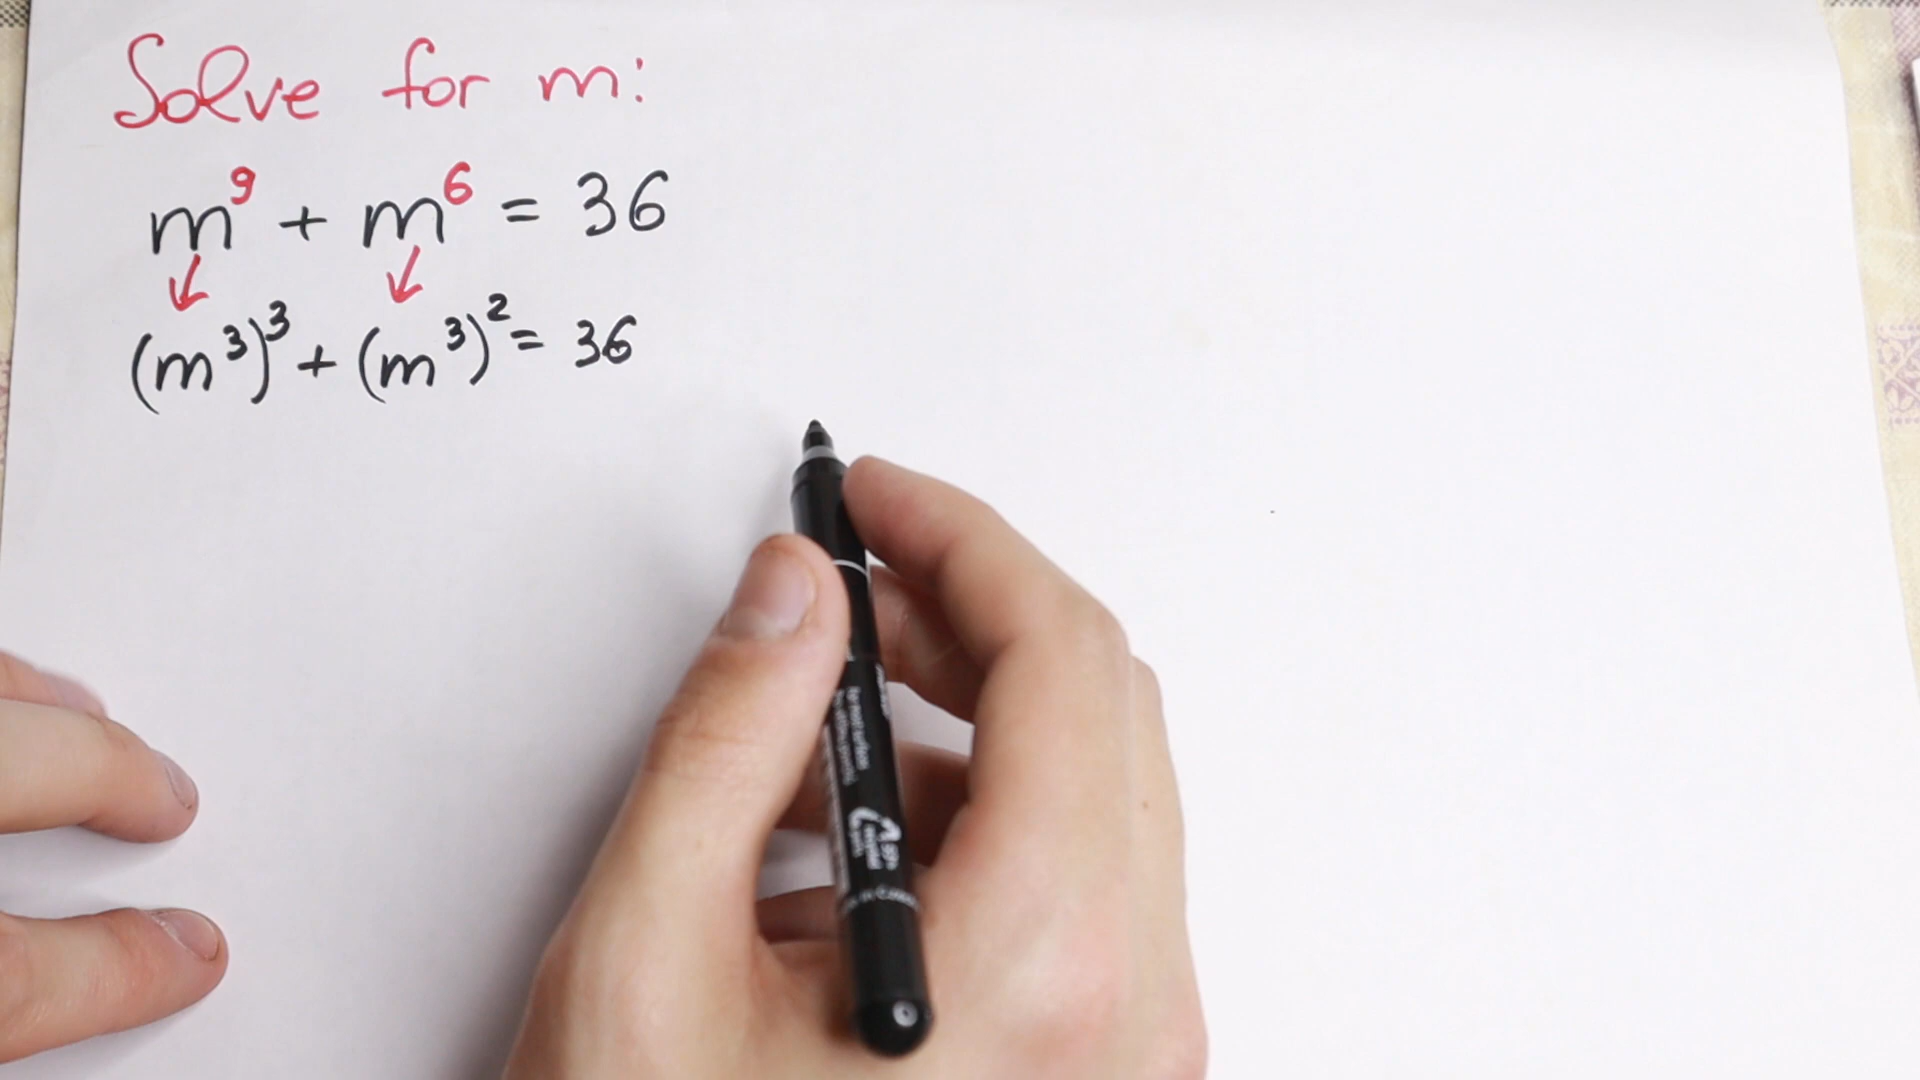 Solve for m:
m⁹ + m⁶ = 36
(m³)³ + (m³)² = 36